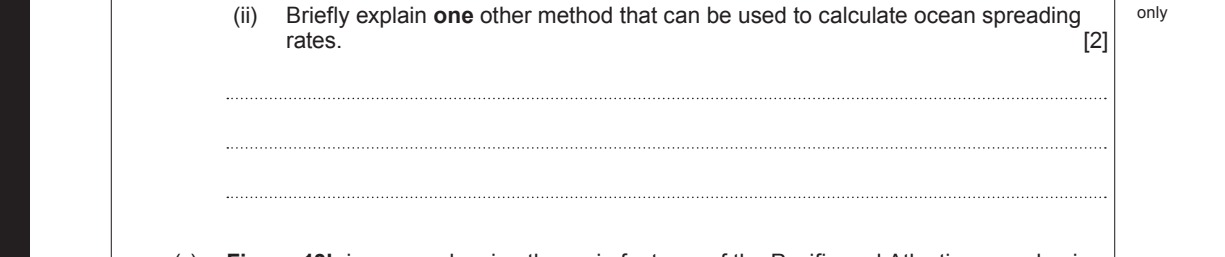 (ii) Briefly explain one other method that can be used to calculate ocean spreading
rates. [2]
only